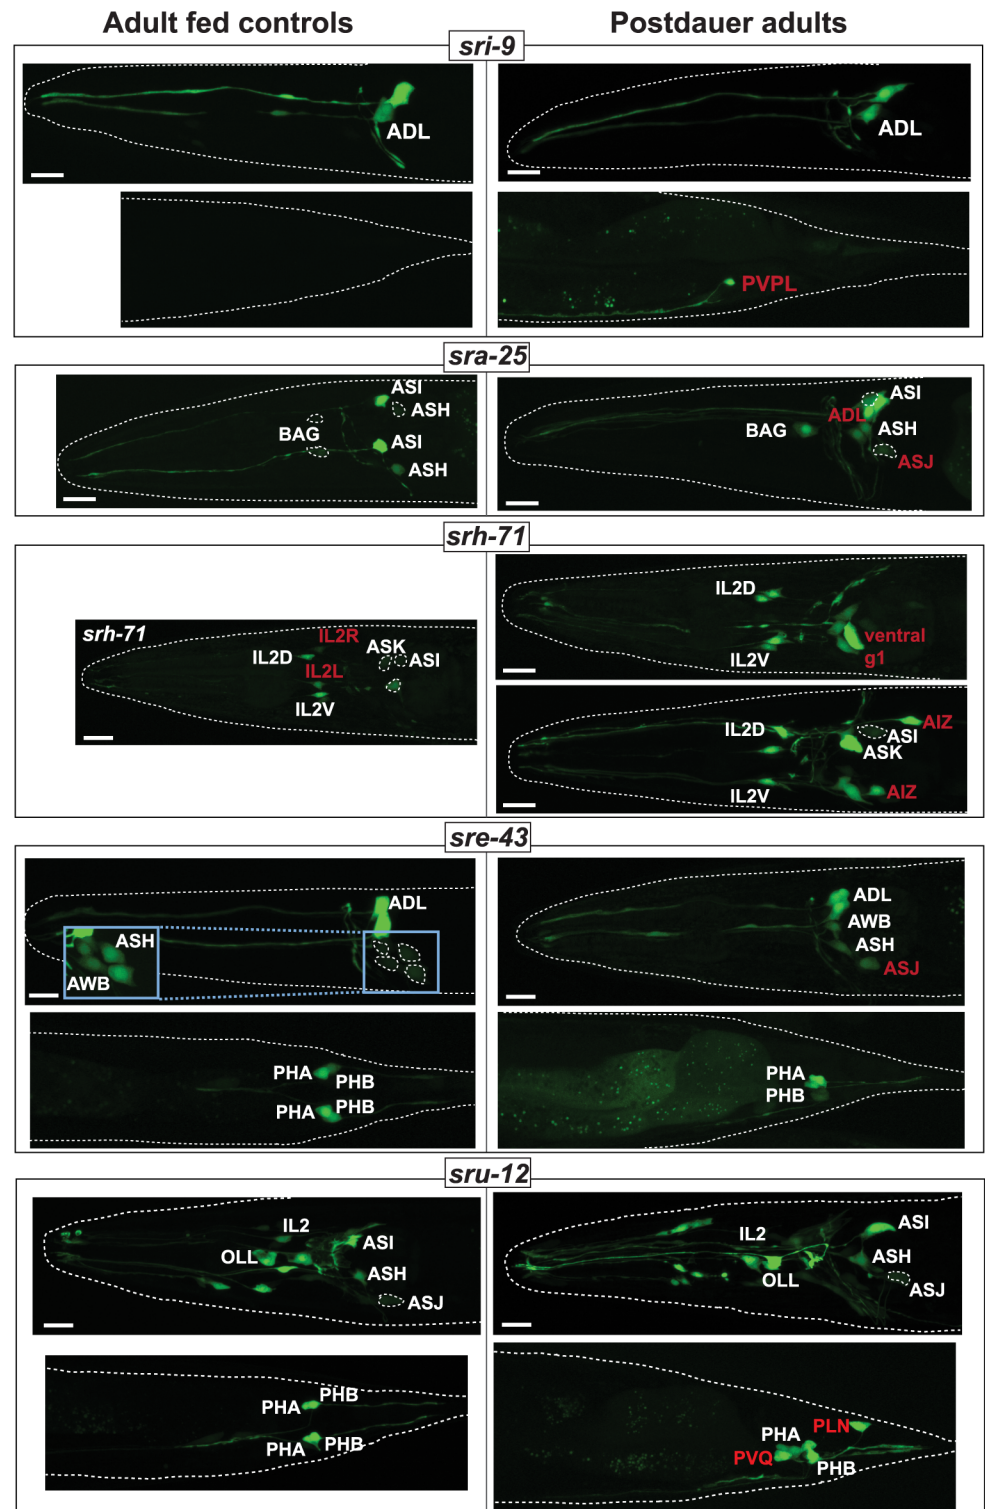 Adult fed controls
Postdauer adults
sri-9
ADL
ADL
PVPL
sra-25
ASI
ASH
BAG
ASI
ASH
ASI
ADL
BAG
ASH
ASJ
srh-71
srh-71
IL2R
ASK
IL2D
ASI
IL2L
IL2V
IL2D
ventral
g1
IL2V
IL2D
AIZ
ASI
ASK
IL2V
AIZ
sre-43
ADL
ASH
AWB
ADL
AWB
ASH
ASJ
PHA
PHB
PHA
PHB
PHA
PHB
sru-12
IL2
OLL
ASI
ASH
ASJ
IL2
ASI
ASH
OLL
ASJ
PHB
PHA
PHA
PHB
PLN
PHA
PVQ
PHB